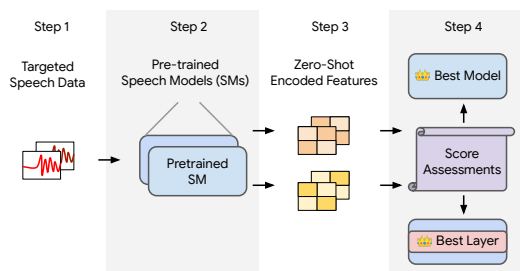 Step 1
Step 2
Step 3
Step 4
Targeted
Speech Data
Pre-trained
Speech Models (SMs)
Zero-Shot
Encoded Features
Pretrained
SM
Best Model
Score
Assessments
Best Layer